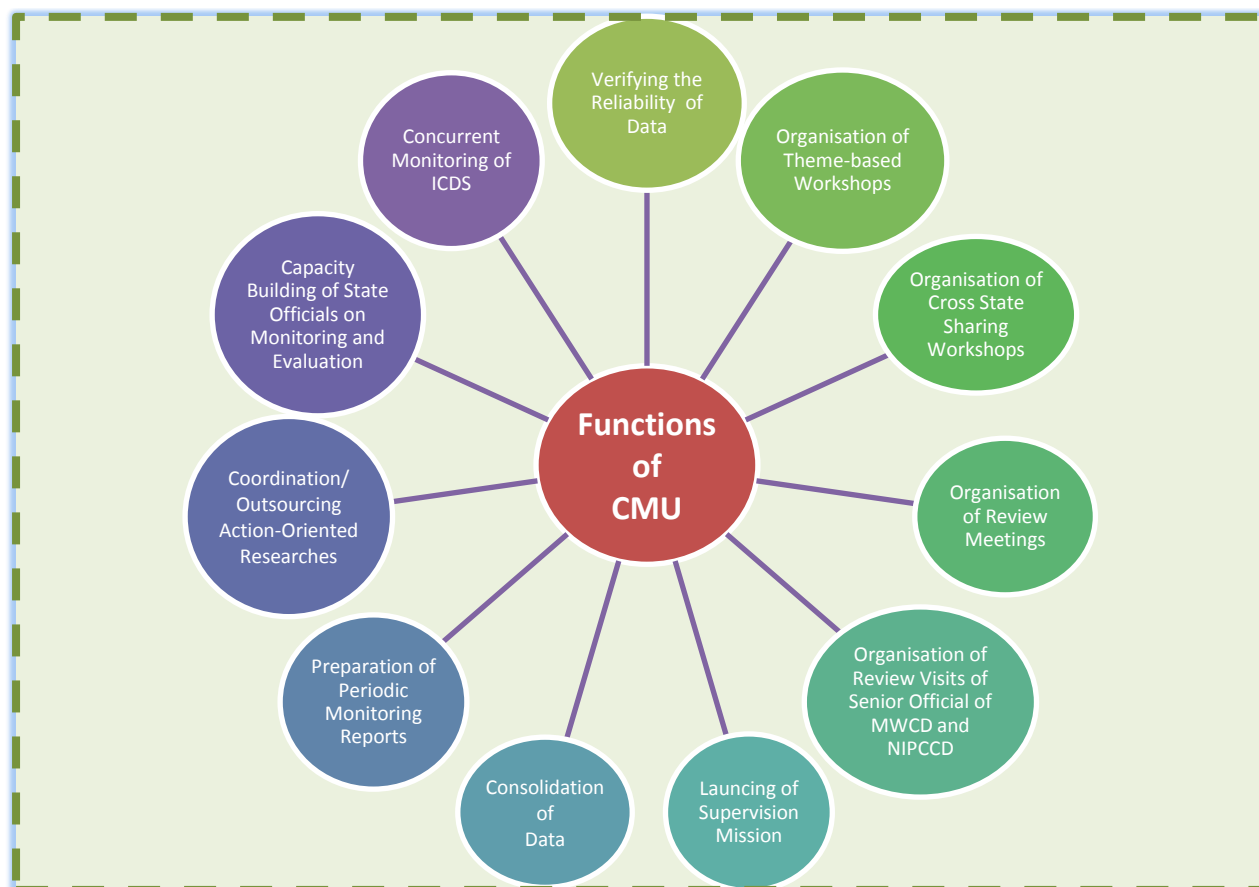 Verifying the
Reliability of
Data
Organisation of
Theme-based
Workshops
Organisation of
Cross State
Sharing
Workshops
Organisation
of Review
Meetings
Organisation of
Review Visits of
Senior Official of
MWCD and
NIPCCD
Launcing of
Supervision
Mission
Consolidation
of
Data
Preparation of
Periodic
Monitoring
Reports
Coordination/
Outsourcing
Action-Oriented
Researches
Capacity
Building of State
Officials on
Monitoring and
Evaluation
Concurrent
Monitoring of
ICDS
Functions
of
CMU